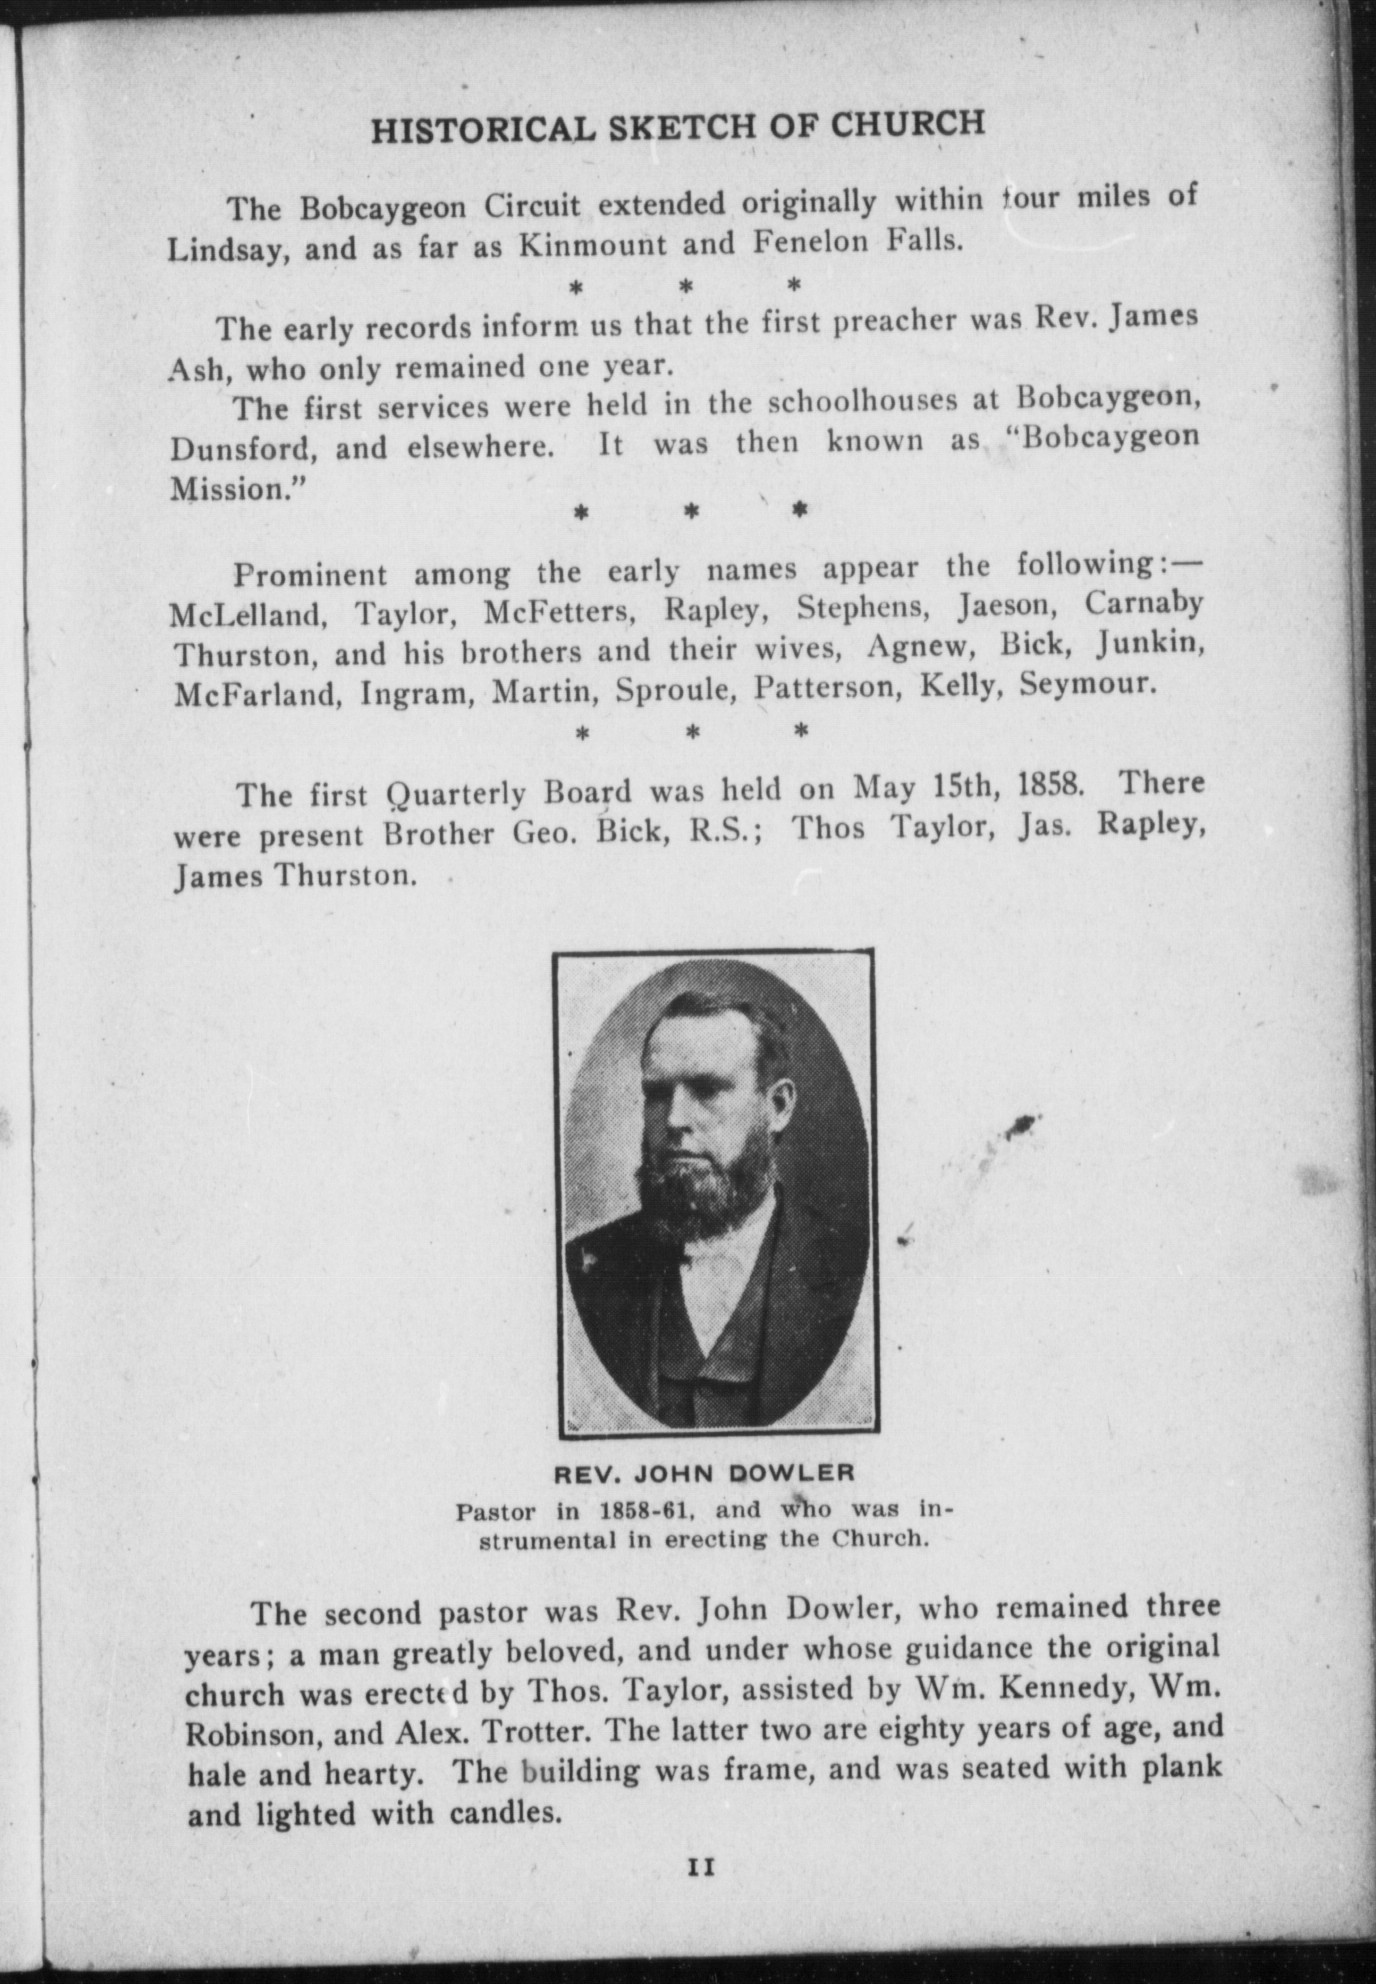 HISTORICAL SKETCH OF CHURCH
The Bobcaygeon Circuit extended originally within four miles of
Lindsay, and as far as Kinmount and Fenelon Falls.
* * *
The early records inform us that the first preacher was Rev. James
Ash, who only remained one year.
The first services were held in the schoolhouses at Bobcaygeon,
Dunsford, and elsewhere. It was then known as "Bobcaygeon
Mission."
* * *
Prominent among the early names appear the following:—
McLelland, Taylor, McFetters, Rapley, Stephens, Jaeson, Carnaby
Thurston, and his brothers and their wives, Agnew, Bick, Junkin,
McFarland, Ingram, Martin, Sproule, Patterson, Kelly, Seymour.
* * *
The first Quarterly Board was held on May 15th, 1858. There
were present Brother Geo. Bick, R.S.; Thos Taylor, Jas. Rapley,
James Thurston.
REV. JOHN DOWLER
Pastor in 1858-61, and who was in-
strumental in erecting the Church.
The second pastor was Rev. John Dowler, who remained three
years; a man greatly beloved, and under whose guidance the original
church was erected by Thos. Taylor, assisted by Wm. Kennedy, Wm.
Robinson, and Alex. Trotter. The latter two are eighty years of age, and
hale and hearty. The building was frame, and was seated with plank
and lighted with candles.
11